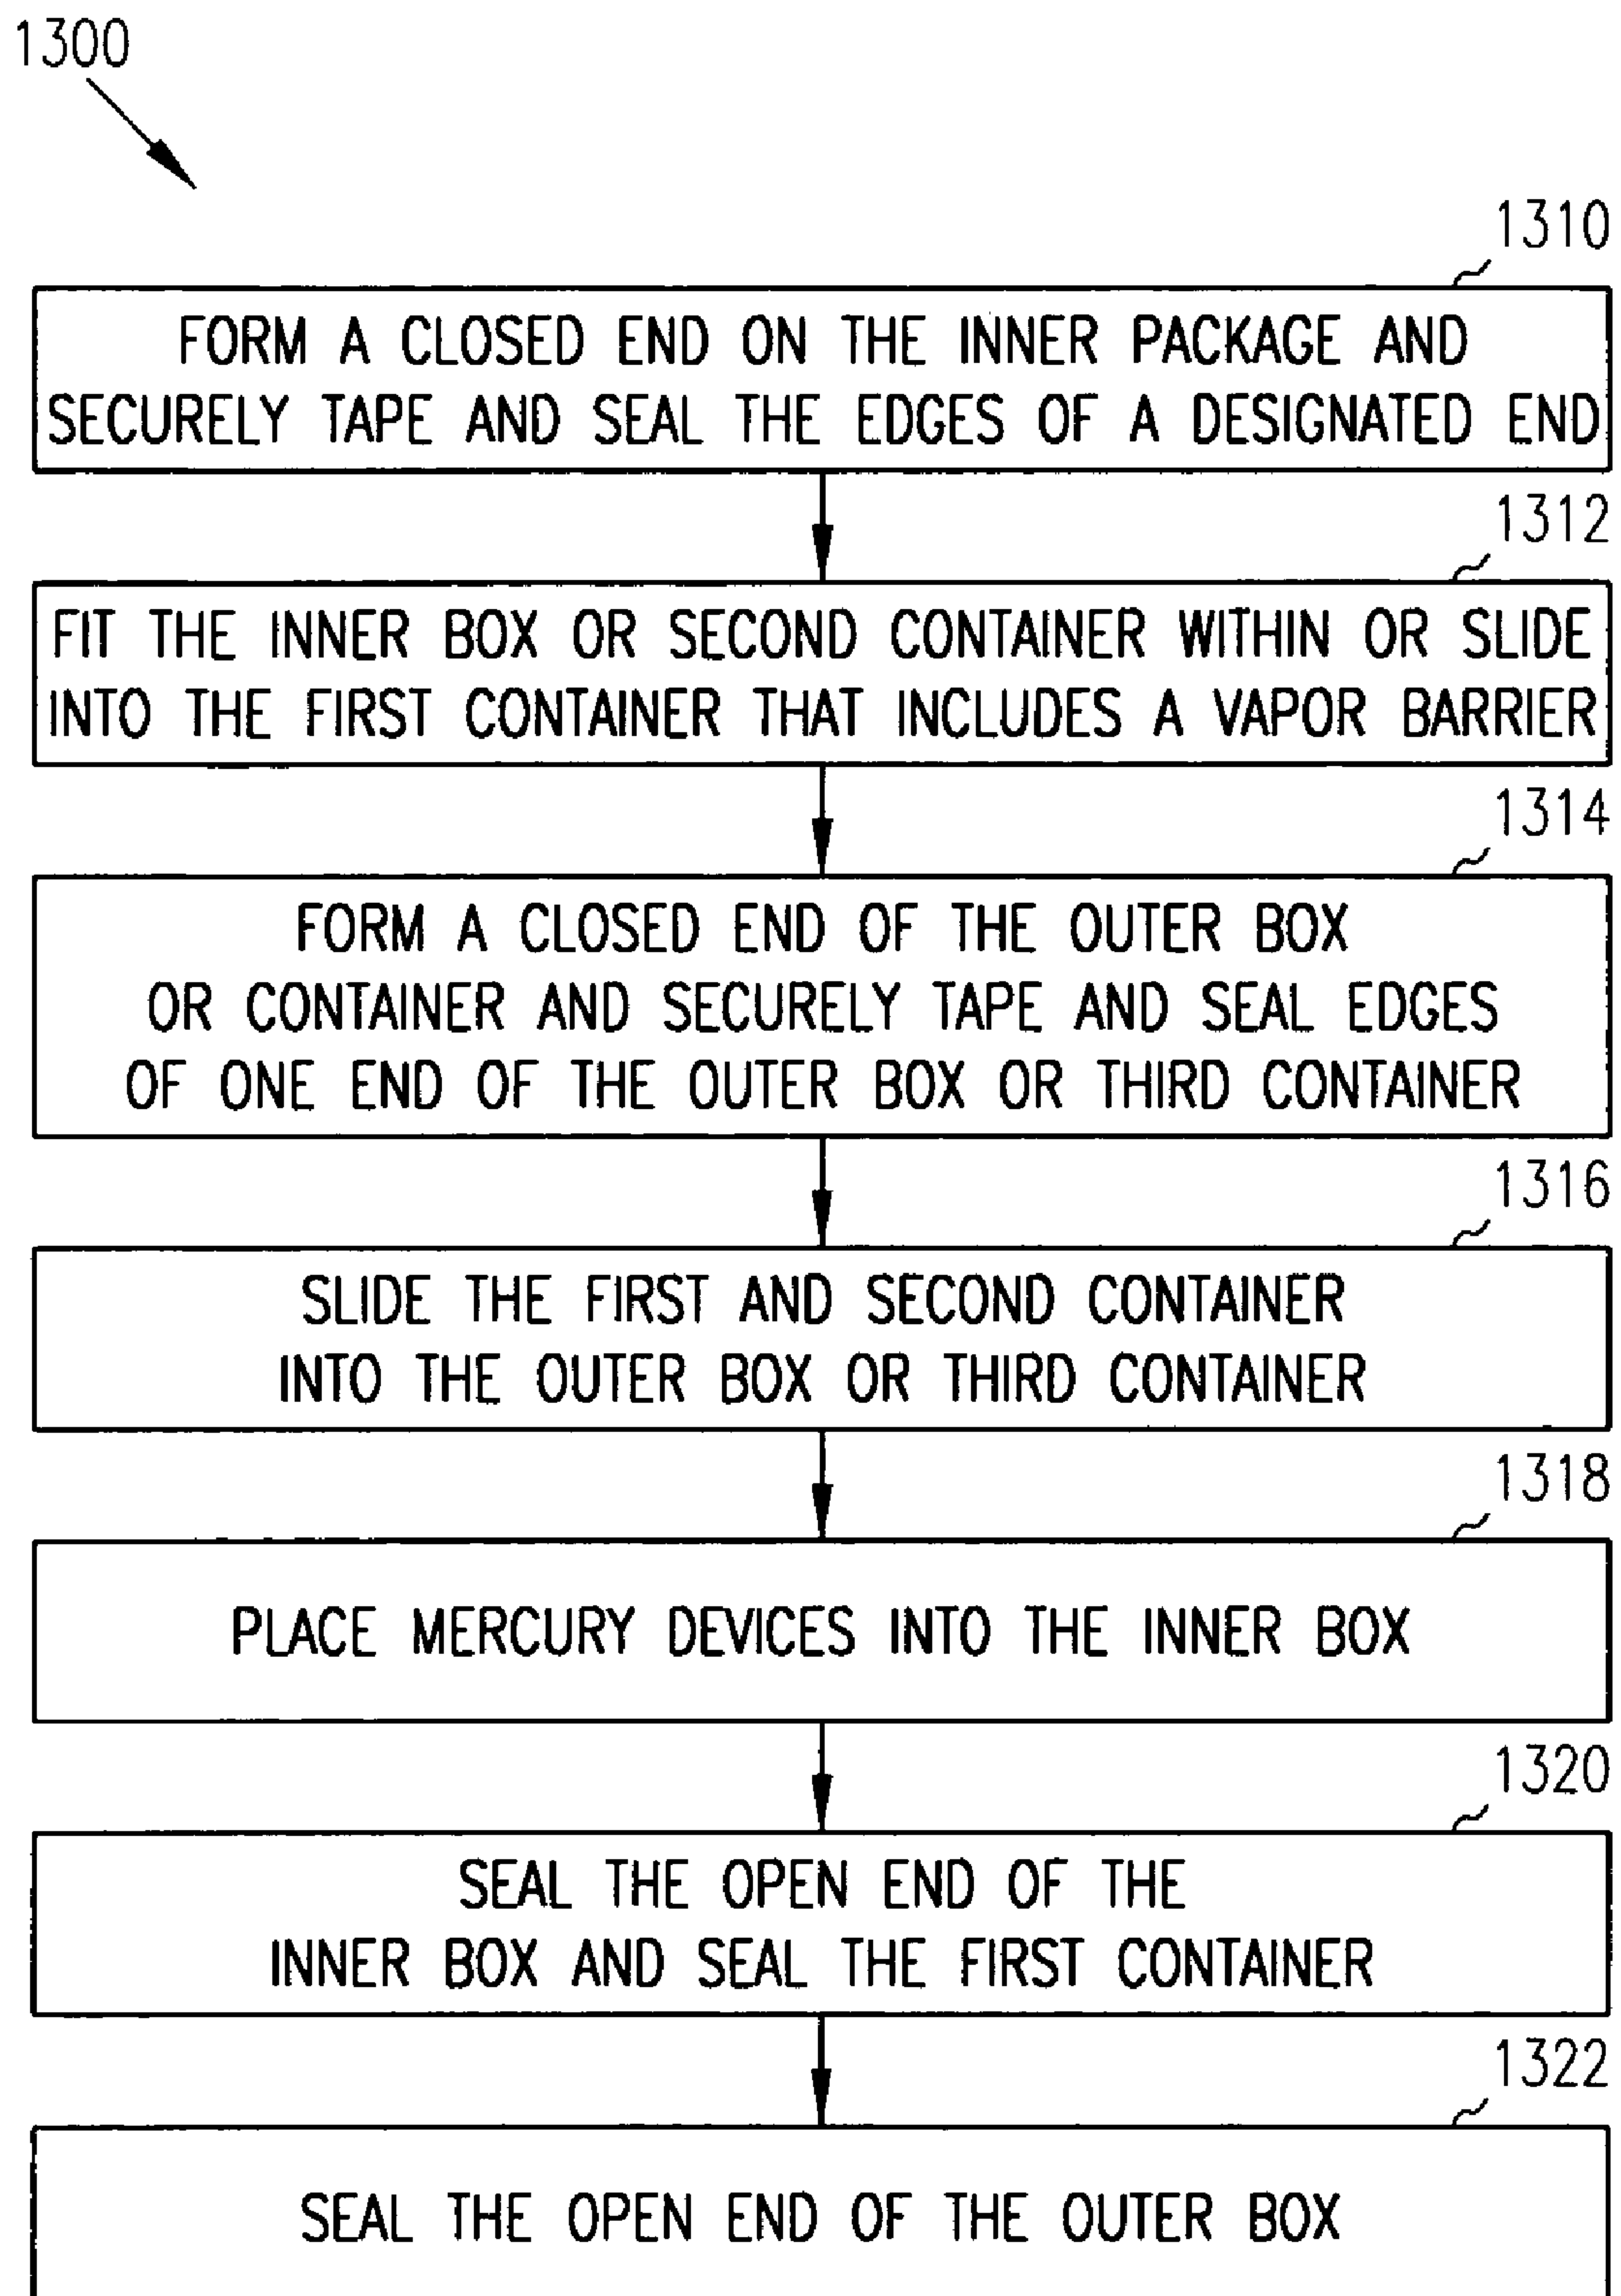 1300
1310
FORM A CLOSED END ON THE INNER PACKAGE AND
SECURELY TAPE AND SEAL THE EDGES OF A DESIGNATED END
1312
FIT THE INNER BOX OR SECOND CONTAINER WITHIN OR SLIDE
INTO THE FIRST CONTAINER THAT INCLUDES A VAPOR BARRIER
1314
FORM A CLOSED END OF THE OUTER BOX
OR CONTAINER AND SECURELY TAPE AND SEAL EDGES
OF ONE END OF THE OUTER BOX OR THIRD CONTAINER
1316
SLIDE THE FIRST AND SECOND CONTAINER
INTO THE OUTER BOX OR THIRD CONTAINER
1318
PLACE MERCURY DEVICES INTO THE INNER BOX
1320
SEAL THE OPEN END OF THE
INNER BOX AND SEAL THE FIRST CONTAINER
1322
SEAL THE OPEN END OF THE OUTER BOX